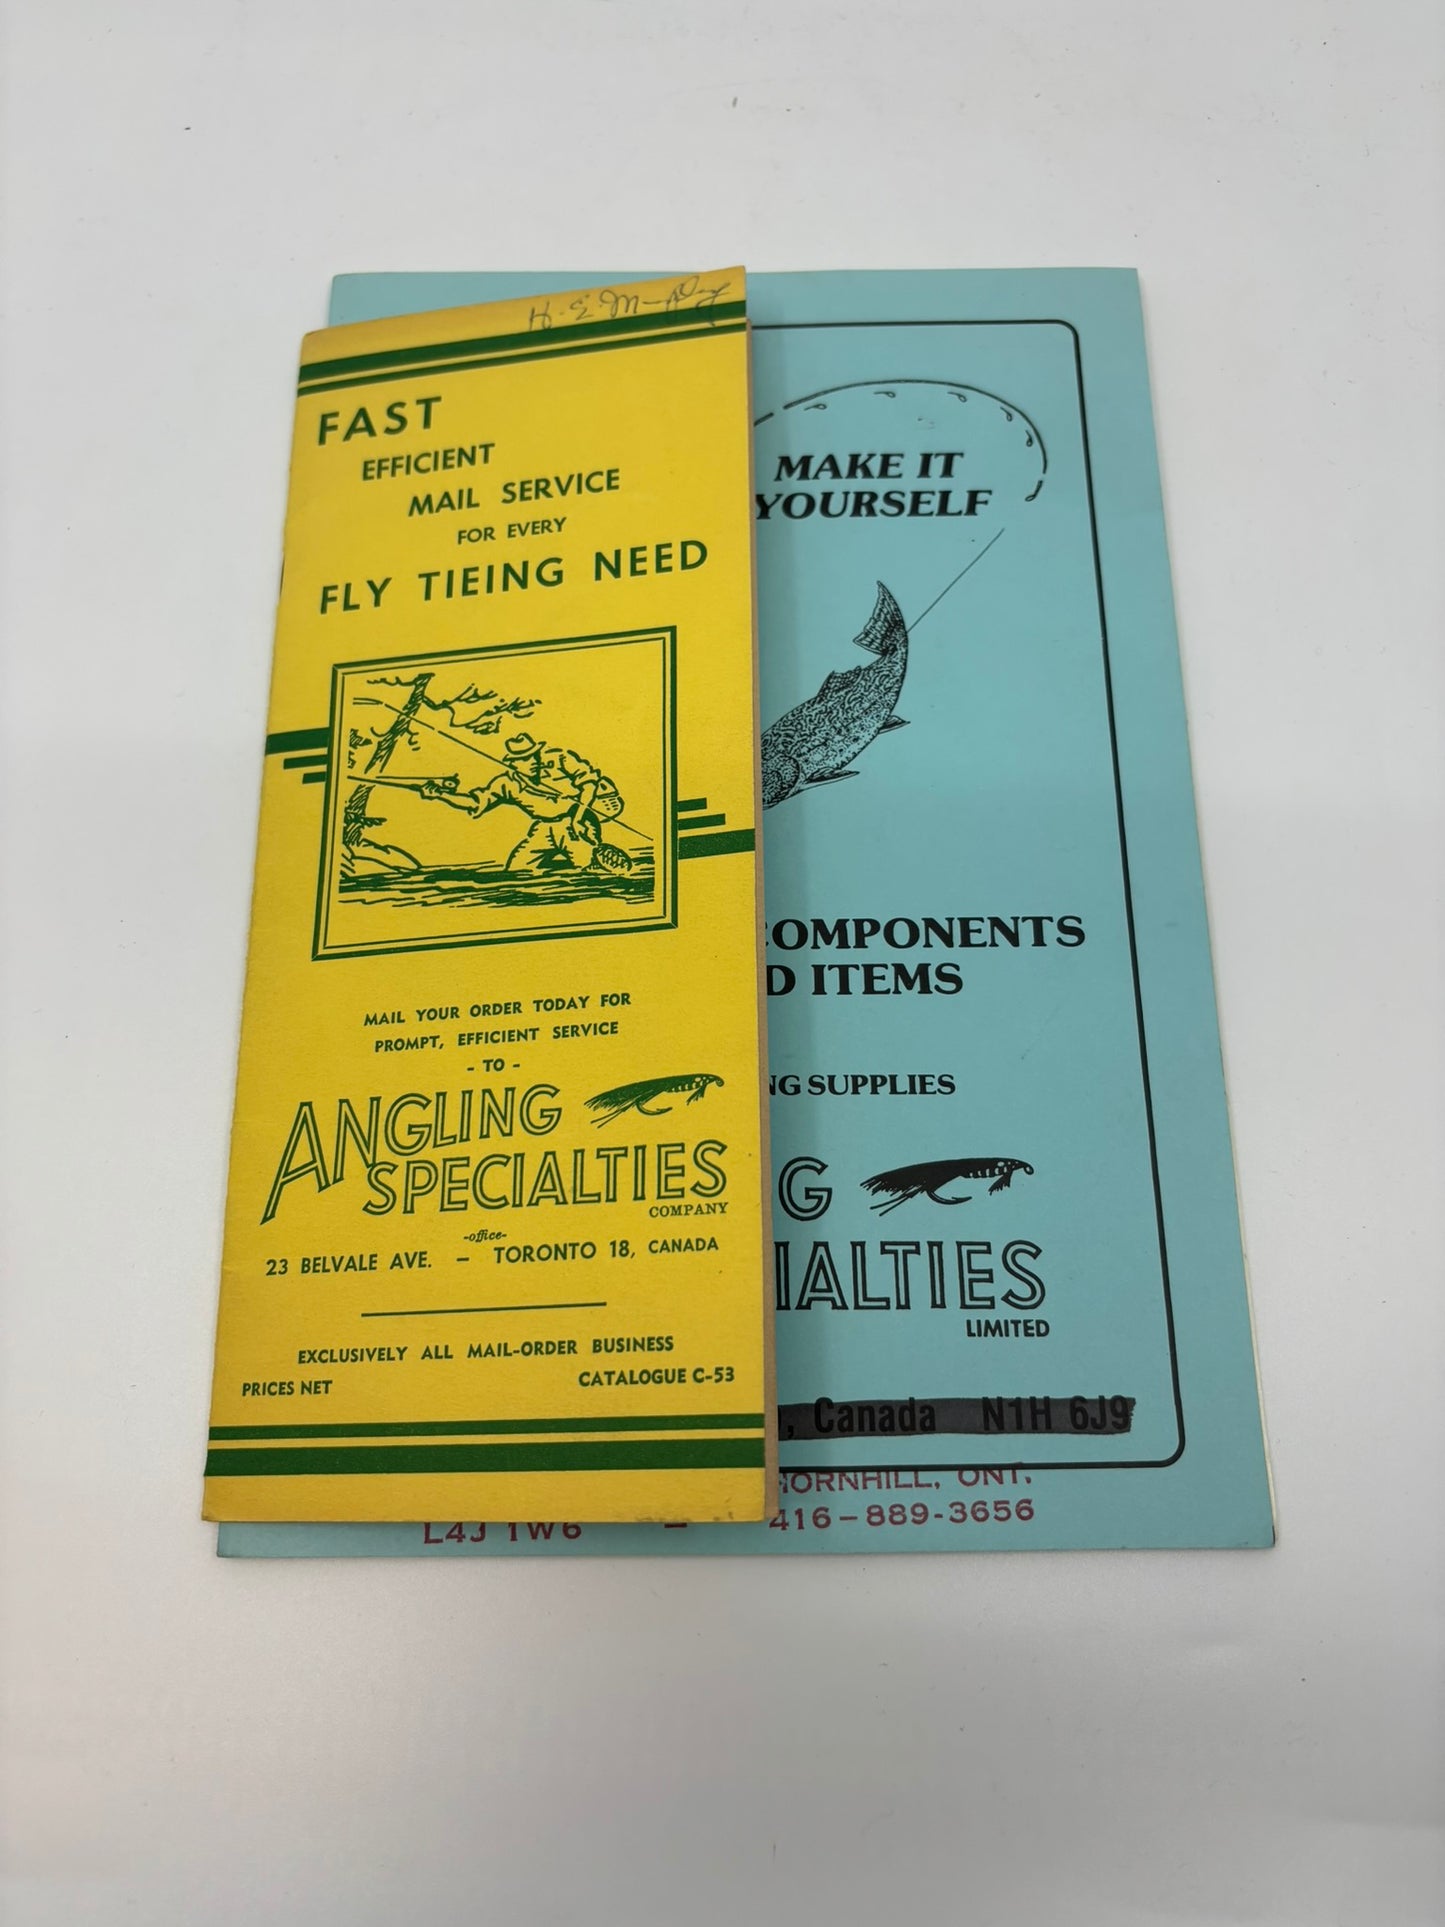 H. E. Murphy
FAST
EFFICIENT
MAIL SERVICE
FOR EVERY
FLY TIEING NEED
MAIL YOUR ORDER TODAY FOR
PROMPT, EFFICIENT SERVICE
- TO -
ANGLING
SPECIALTIES
COMPANY
-office-
23 BELVALE AVE. — TORONTO 18, CANADA
EXCLUSIVELY ALL MAIL-ORDER BUSINESS
PRICES NET CATALOGUE C-53
MAKE IT
YOURSELF
COMPONENTS
D ITEMS
NG SUPPLIES
G
IALTIES
LIMITED
, Canada N1H 6J9
HORNHILL, ONT.
L4J 1W6 — 416-889-3656